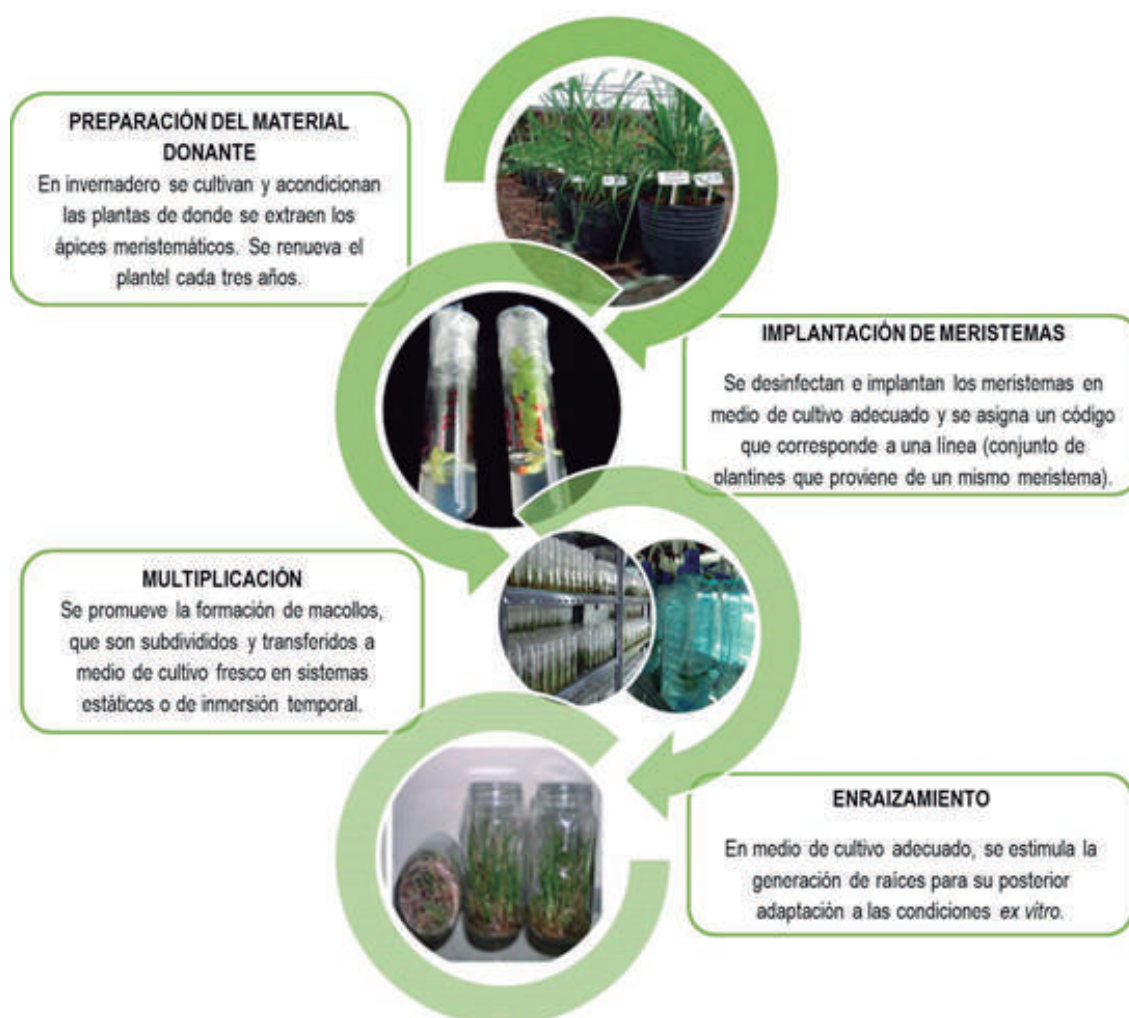 PREPARACIÓN DEL MATERIAL
DONANTE
En invernadero se cultivan y acondicionan
las plantas de donde se extraen los
ápices meristemáticos. Se renueva el
plantel cada tres años.
IMPLANTACIÓN DE MERISTEMAS
Se desinfectan e implantan los meristemas en
medio de cultivo adecuado y se asigna un código
que corresponde a una línea (conjunto de
plantines que proviene de un mismo meristema).
MULTIPLICACIÓN
Se promueve la formación de macollos,
que son subdivididos y transferidos a
medio de cultivo fresco en sistemas
estáticos o de inmersión temporal.
ENRAIZAMIENTO
En medio de cultivo adecuado, se estimula la
generación de raíces para su posterior
adaptación a las condiciones ex vitro.